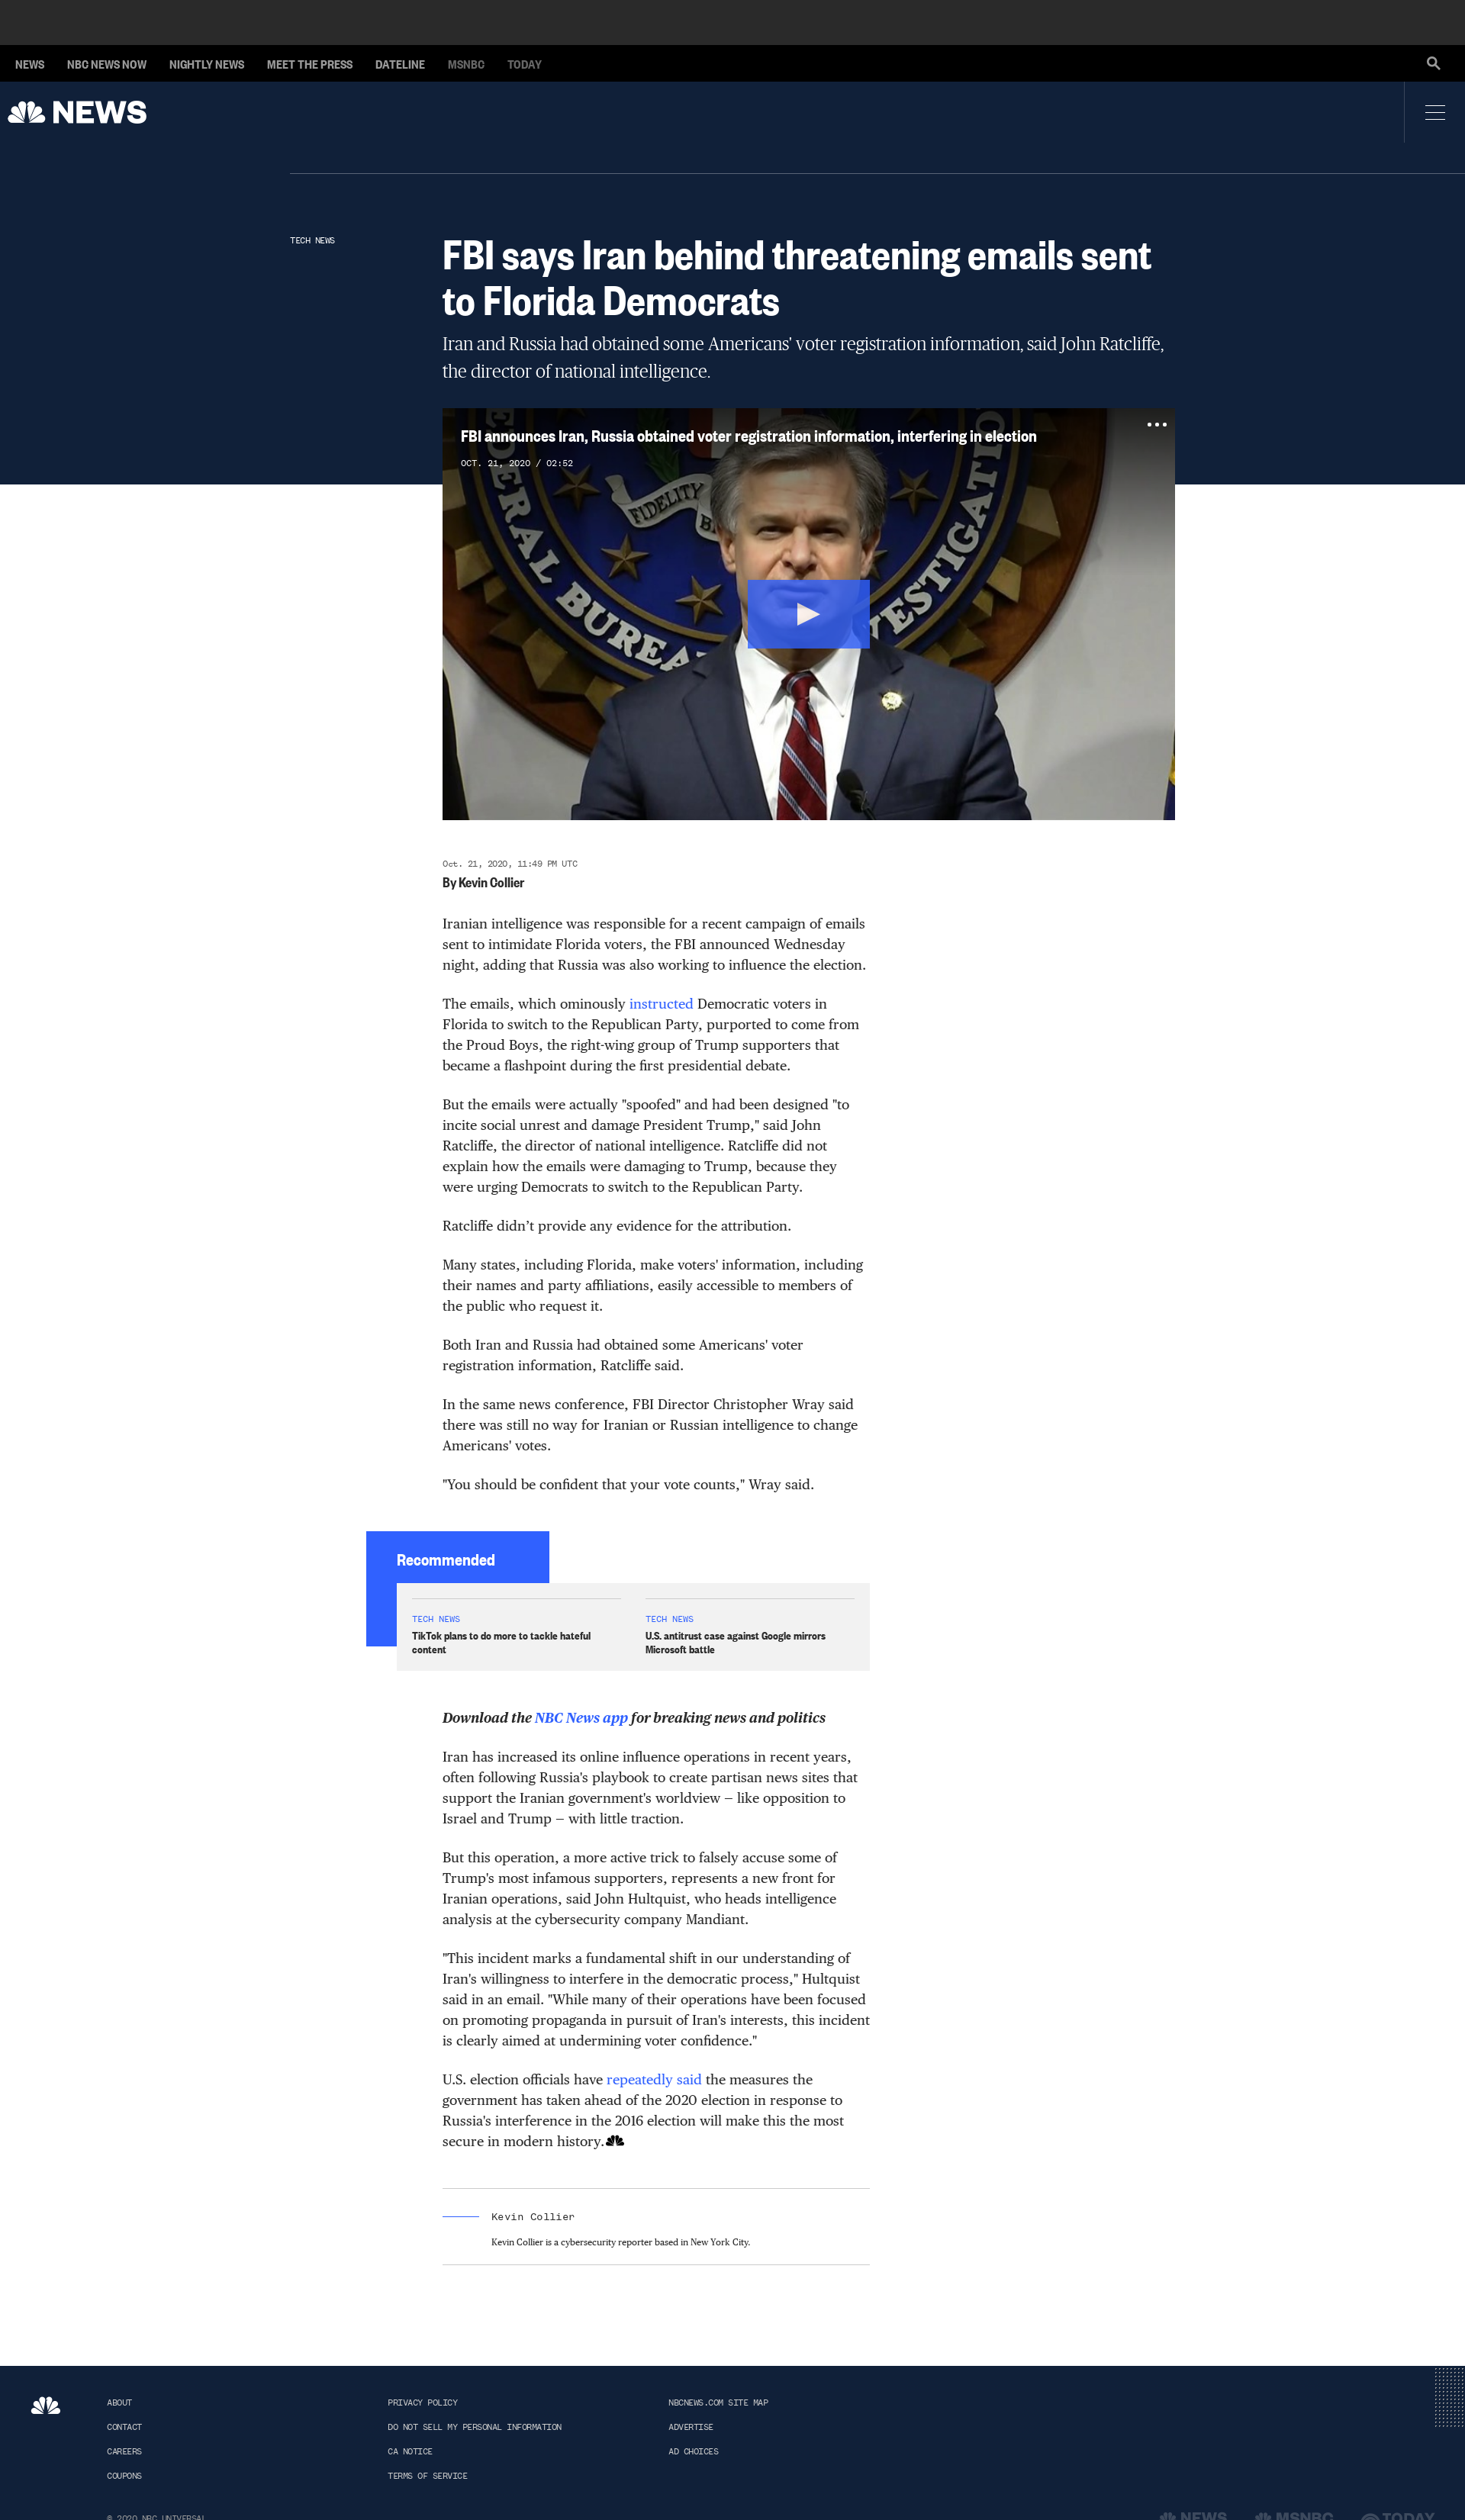 NEWS NBC NEWS NOW NIGHTLY NEWS MEET THE PRESS DATELINE MSNBC TODAY
NEWS
TECH NEWS
FBI says Iran behind threatening emails sent
to Florida Democrats
Iran and Russia had obtained some Americans' voter registration information, said John Ratcliffe,
the director of national intelligence.
FBI announces Iran, Russia obtained voter registration information, interfering in election
OCT. 21, 2020 / 02:52
FIDELITY
Oct. 21, 2020, 11:49 PM UTC
By Kevin Collier
Iranian intelligence was responsible for a recent campaign of emails
sent to intimidate Florida voters, the FBI announced Wednesday
night, adding that Russia was also working to influence the election.
The emails, which ominously instructed Democratic voters in
Florida to switch to the Republican Party, purported to come from
the Proud Boys, the right-wing group of Trump supporters that
became a flashpoint during the first presidential debate.
But the emails were actually "spoofed" and had been designed "to
incite social unrest and damage President Trump," said John
Ratcliffe, the director of national intelligence. Ratcliffe did not
explain how the emails were damaging to Trump, because they
were urging Democrats to switch to the Republican Party.
Ratcliffe didn’t provide any evidence for the attribution.
Many states, including Florida, make voters' information, including
their names and party affiliations, easily accessible to members of
the public who request it.
Both Iran and Russia had obtained some Americans' voter
registration information, Ratcliffe said.
In the same news conference, FBI Director Christopher Wray said
there was still no way for Iranian or Russian intelligence to change
Americans' votes.
"You should be confident that your vote counts," Wray said.
Recommended
TECH NEWS
TikTok plans to do more to tackle hateful
content
TECH NEWS
U.S. antitrust case against Google mirrors
Microsoft battle
Download the NBC News app for breaking news and politics
Iran has increased its online influence operations in recent years,
often following Russia's playbook to create partisan news sites that
support the Iranian government's worldview — like opposition to
Israel and Trump — with little traction.
But this operation, a more active trick to falsely accuse some of
Trump's most infamous supporters, represents a new front for
Iranian operations, said John Hultquist, who heads intelligence
analysis at the cybersecurity company Mandiant.
"This incident marks a fundamental shift in our understanding of
Iran's willingness to interfere in the democratic process," Hultquist
said in an email. "While many of their operations have been focused
on promoting propaganda in pursuit of Iran's interests, this incident
is clearly aimed at undermining voter confidence."
U.S. election officials have repeatedly said the measures the
government has taken ahead of the 2020 election in response to
Russia's interference in the 2016 election will make this the most
secure in modern history.
Kevin Collier
Kevin Collier is a cybersecurity reporter based in New York City.
ABOUT
CONTACT
CAREERS
COUPONS
PRIVACY POLICY
DO NOT SELL MY PERSONAL INFORMATION
CA NOTICE
TERMS OF SERVICE
NBCNEWS.COM SITE MAP
ADVERTISE
AD CHOICES
© 2020 NBC UNIVERSAL
NEWS MSNBC TODAY